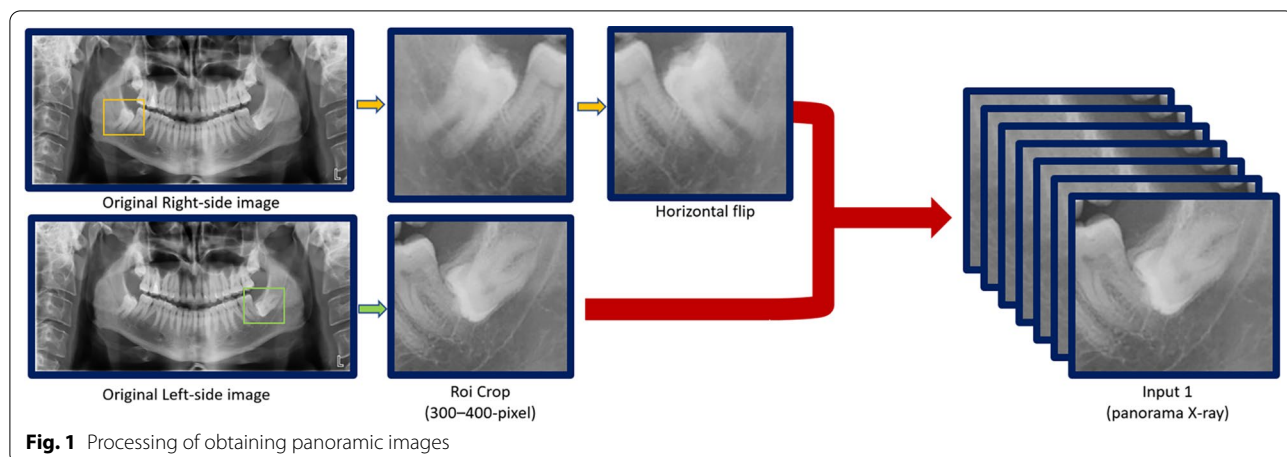 L
Original Right-side image
Horizontal flip
L
Original Left-side image
Roi Crop
(300–400-pixel)
Input 1
(panorama X-ray)
Fig. 1 Processing of obtaining panoramic images